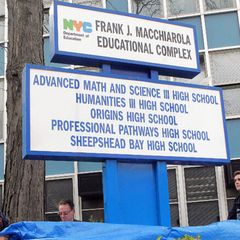 NYC
Department of
Education
FRANK J. MACCHIAROLA
EDUCATIONAL COMPLEX
ADVANCED MATH AND SCIENCE III HIGH SCHOOL
HUMANITIES III HIGH SCHOOL
ORIGINS HIGH SCHOOL
PROFESSIONAL PATHWAYS HIGH SCHOOL
SHEEPSHEAD BAY HIGH SCHOOL